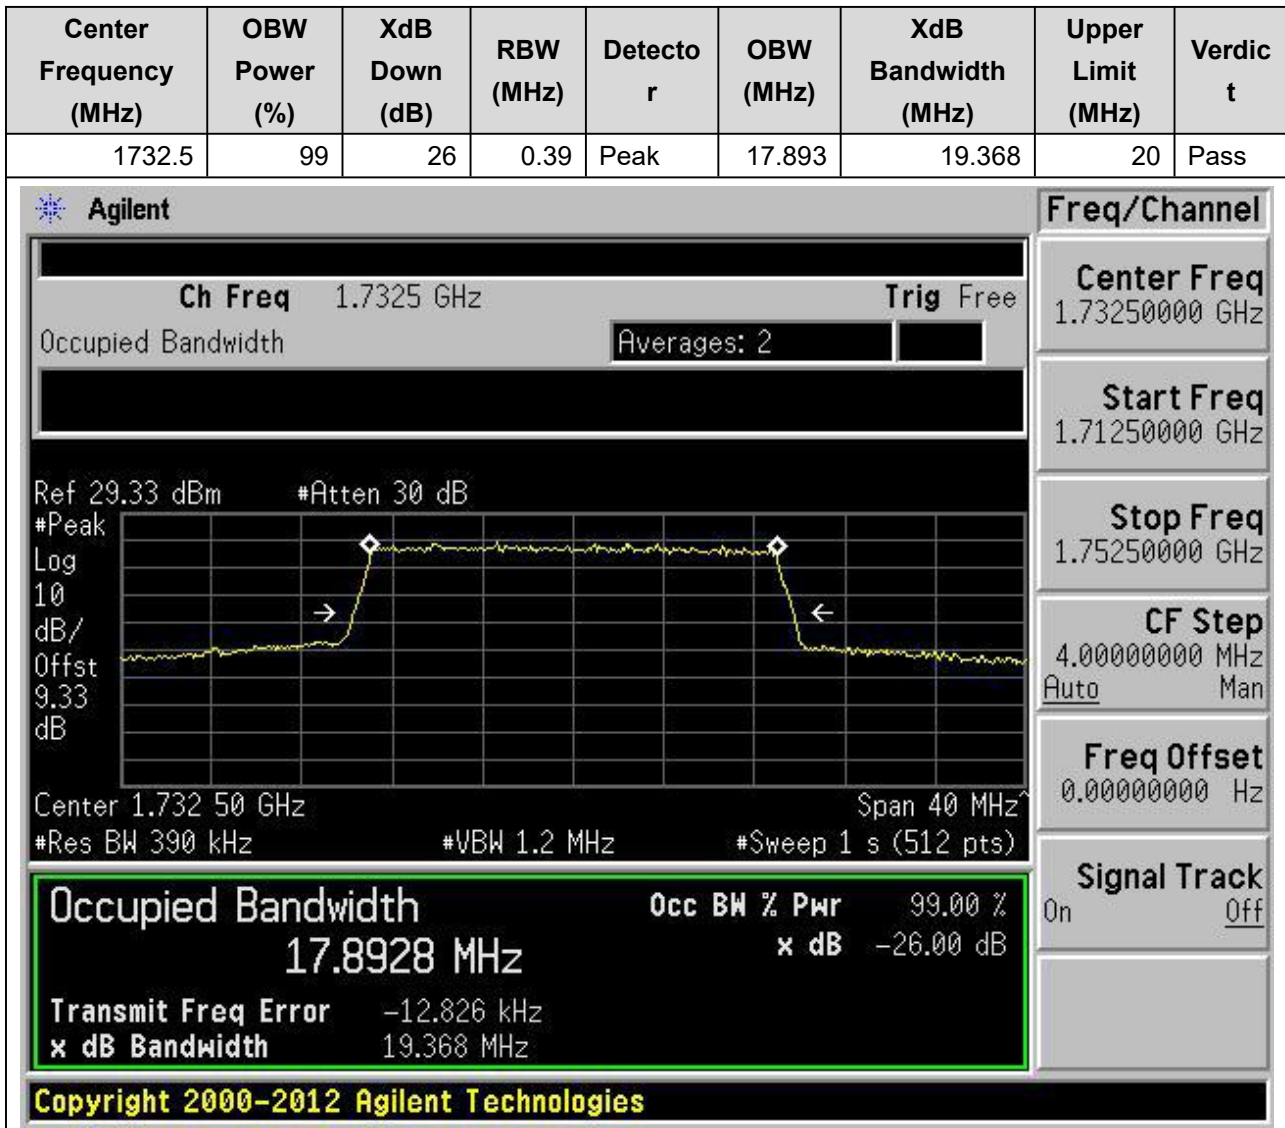 Center Frequency (MHz) OBW Power (%) XdB Down (dB) RBW (MHz) Detecto r OBW (MHz) XdB Bandwidth (MHz) Upper Limit (MHz) Verdic t
1732.5 99 26 0.39 Peak 17.893 19.368 20 Pass
Agilent
Freq/Channel
Ch Freq 1.7325 GHz Trig Free
Occupied Bandwidth Averages: 2
Center Freq
1.73250000 GHz
Start Freq
1.71250000 GHz
Stop Freq
1.75250000 GHz
CF Step
4.00000000 MHz
Auto Man
Freq Offset
0.00000000 Hz
Signal Track
On Off
Ref 29.33 dBm #Atten 30 dB
#Peak
Log
10
dB/
Offst
9.33
dB
Center 1.732 50 GHz Span 40 MHz^
#Res BW 390 kHz #VBW 1.2 MHz #Sweep 1 s (512 pts)
Occupied Bandwidth Occ BW % Pwr 99.00 %
17.8928 MHz x dB -26.00 dB
Transmit Freq Error -12.826 kHz
x dB Bandwidth 19.368 MHz
Copyright 2000-2012 Agilent Technologies